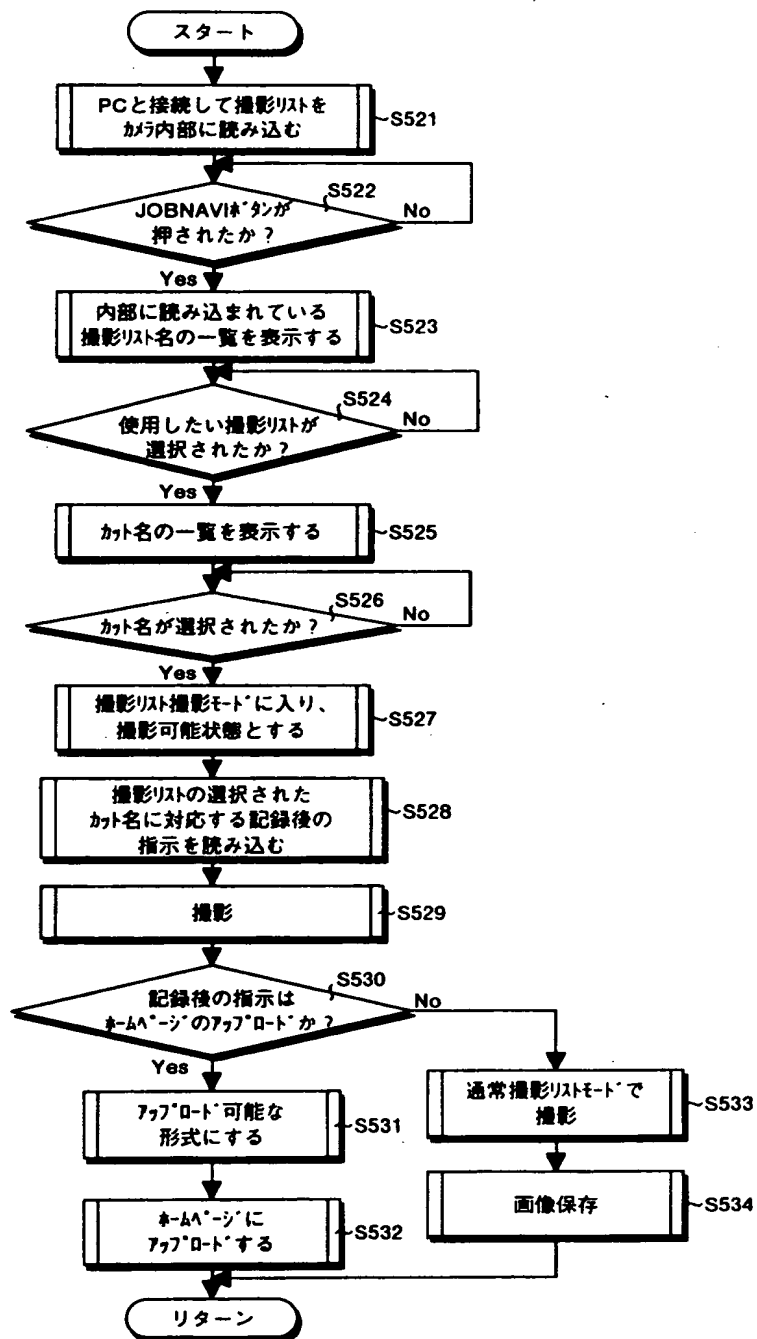 スタート
PCと接続して撮影リストを
カメラ内部に読み込む
S521
S522
JOBNAVIボタンが
押されたか?
No
Yes
内部に読み込まれている
撮影リスト名の一覧を表示する
S523
S524
使用したい撮影リストが
選択されたか?
No
Yes
カット名の一覧を表示する
S525
S526
カット名が選択されたか?
No
Yes
撮影リスト撮影モードに入り、
撮影可能状態とする
S527
撮影リストの選択された
カット名に対応する記録後の
指示を読み込む
S528
撮影
S529
S530
記録後の指示は
ホームページのアップロードか?
No
Yes
アップロード可能な
形式にする
S531
通常撮影リストモードで
撮影
S533
ホームページに
アップロードする
S532
画像保存
S534
リターン